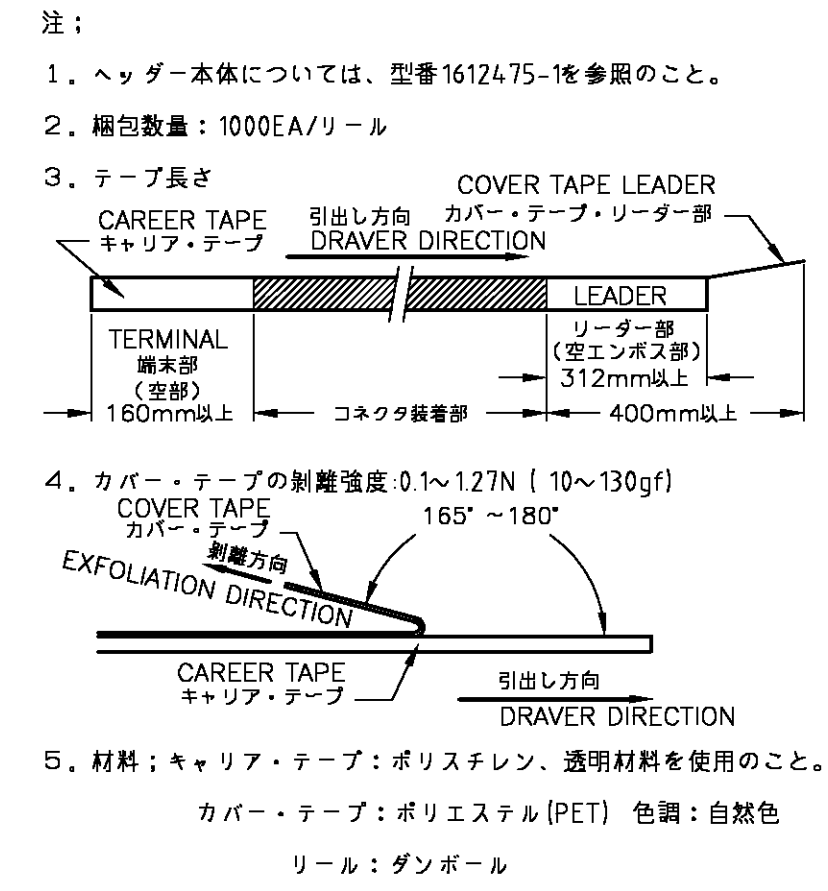 注；
１．ヘッダー本体については、型番1612475-1を参照のこと。
２．梱包数量：1000EA/リール
３．テープ長さ
COVER TAPE LEADER
カバー・テープ・リーダー部
CAREER TAPE
キャリア・テープ
引出し方向
DRAVER DIRECTION
LEADER
TERMINAL
端末部
（空部）
160mm以上
コネクタ装着部
リーダー部
（空エンボス部）
312mm以上
400mm以上
４．カバー・テープの剝離強度:0.1～1.27N ( 10～130gf)
COVER TAPE
カバー・テープ
165° ～180°
剝離方向
EXFOLIATION DIRECTION
CAREER TAPE
キャリア・テープ
引出し方向
DRAVER DIRECTION
５．材料；キャリア・テープ：ポリスチレン、透明材料を使用のこと。
カバー・テープ：ポリエステル(PET) 色調：自然色
リール：ダンボール